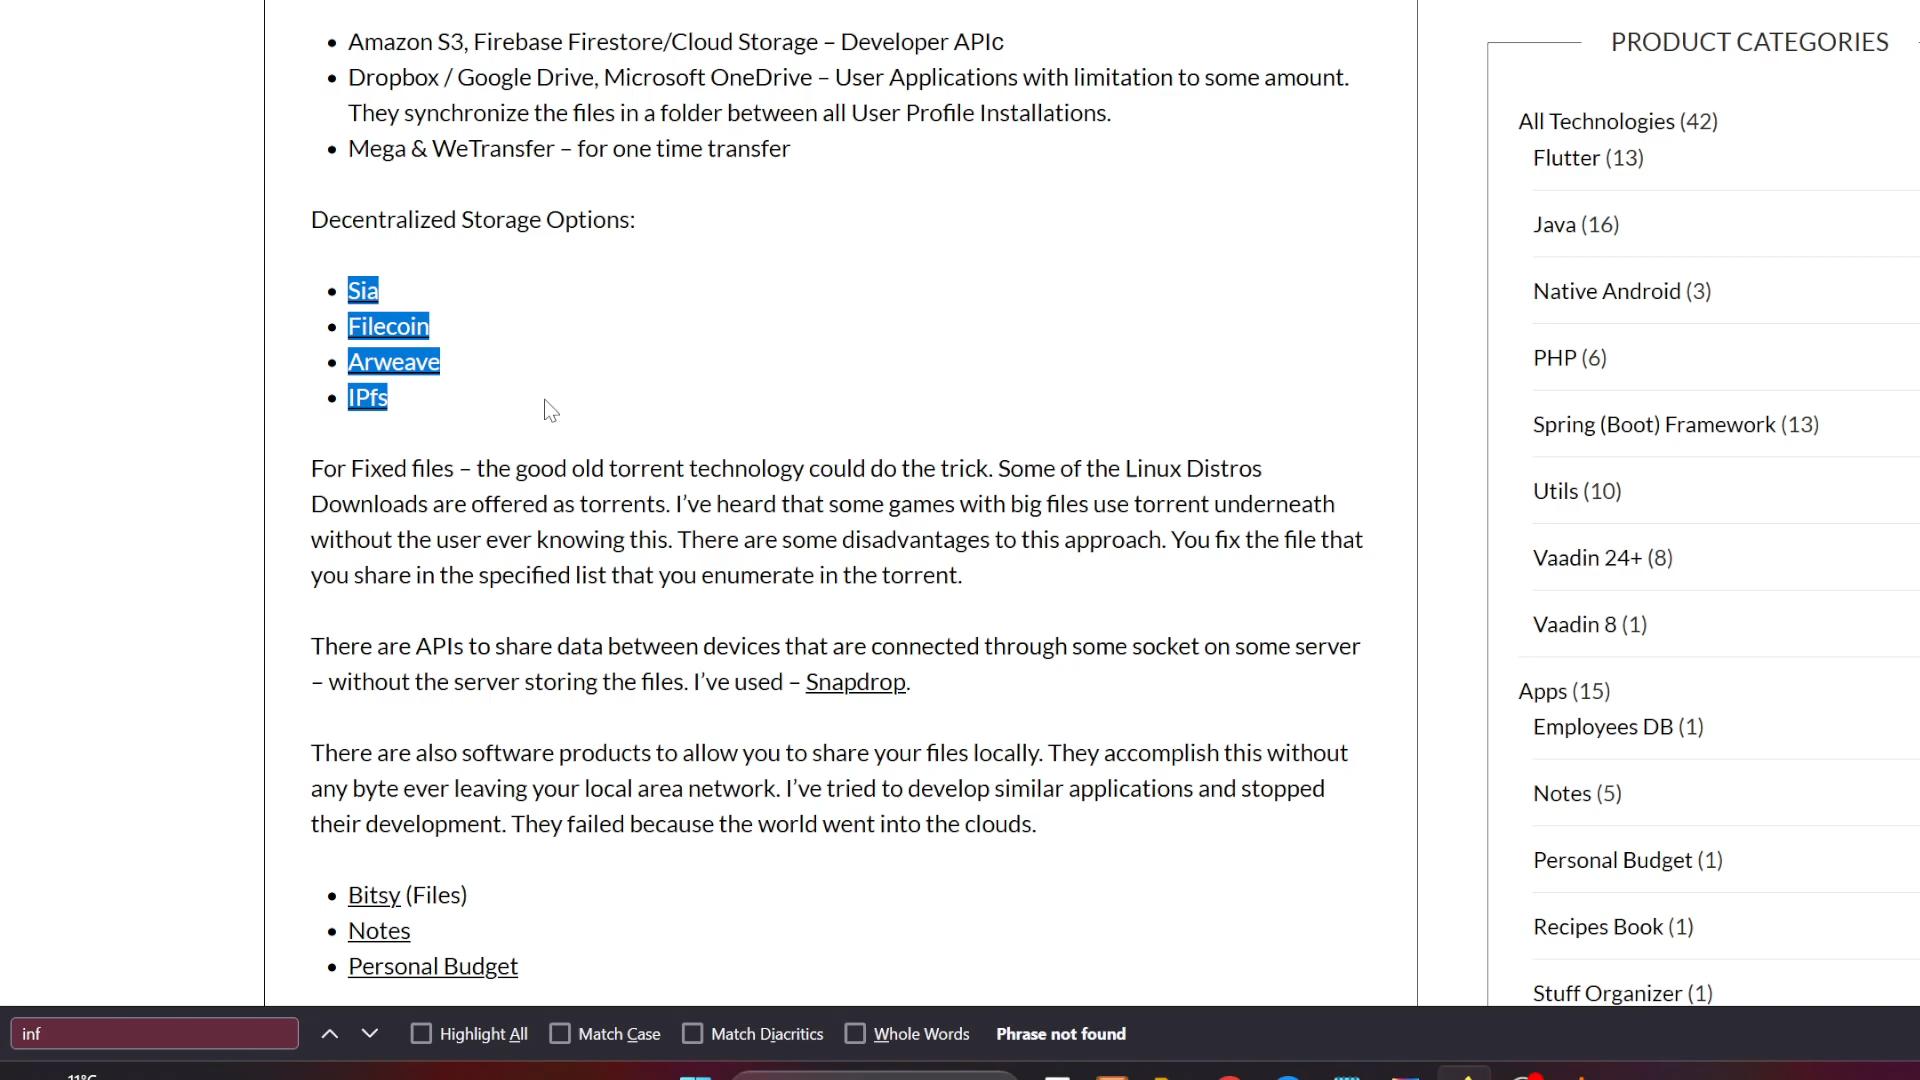 Amazon S3, Firebase Firestore/Cloud Storage – Developer APIc
Dropbox / Google Drive, Microsoft OneDrive – User Applications with limitation to some amount.
They synchronize the files in a folder between all User Profile Installations.
Mega & WeTransfer – for one time transfer
Decentralized Storage Options:
Sia
Filecoin
Arweave
IPfs
For Fixed files – the good old torrent technology could do the trick. Some of the Linux Distros
Downloads are offered as torrents. I’ve heard that some games with big files use torrent underneath
without the user ever knowing this. There are some disadvantages to this approach. You fix the file that
you share in the specified list that you enumerate in the torrent.
There are APIs to share data between devices that are connected through some socket on some server
– without the server storing the files. I’ve used – Snapdrop.
There are also software products to allow you to share your files locally. They accomplish this without
any byte ever leaving your local area network. I’ve tried to develop similar applications and stopped
their development. They failed because the world went into the clouds.
Bitsy (Files)
Notes
Personal Budget
PRODUCT CATEGORIES
All Technologies (42)
Flutter (13)
Java (16)
Native Android (3)
PHP (6)
Spring (Boot) Framework (13)
Utils (10)
Vaadin 24+ (8)
Vaadin 8 (1)
Apps (15)
Employees DB (1)
Notes (5)
Personal Budget (1)
Recipes Book (1)
Stuff Organizer (1)
inf
Highlight All
Match Case
Match Diacritics
Whole Words
Phrase not found